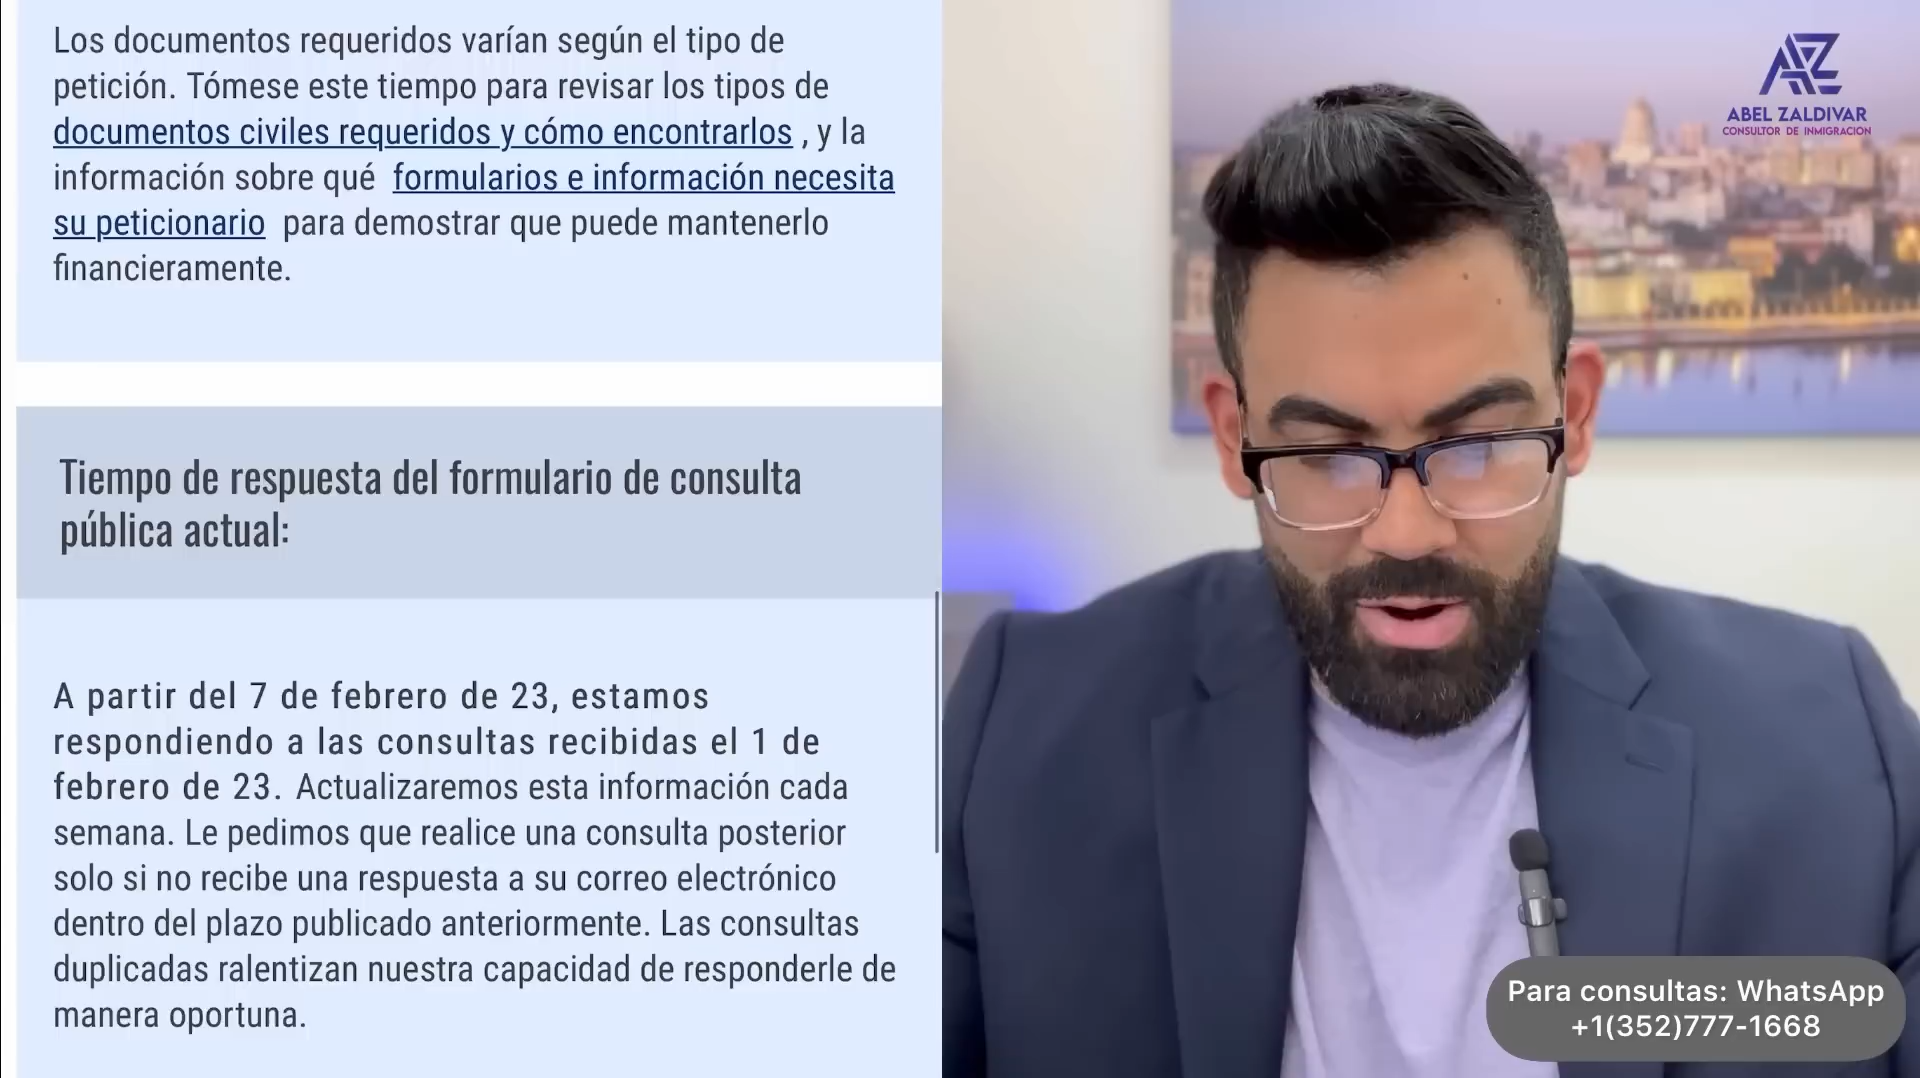 Los documentos requeridos varían según el tipo de
petición. Tómese este tiempo para revisar los tipos de
documentos civiles requeridos y cómo encontrarlos , y la
información sobre qué formularios e información necesita
su peticionario para demostrar que puede mantenerlo
financieramente.
Tiempo de respuesta del formulario de consulta
pública actual:
A partir del 7 de febrero de 23, estamos
respondiendo a las consultas recibidas el 1 de
febrero de 23. Actualizaremos esta información cada
semana. Le pedimos que realice una consulta posterior
solo si no recibe una respuesta a su correo electrónico
dentro del plazo publicado anteriormente. Las consultas
duplicadas ralentizan nuestra capacidad de responderle de
manera oportuna.
AZ
ABEL ZALDIVAR
CONSULTOR DE INMIGRACION
Para consultas: WhatsApp
+1(352)777-1668